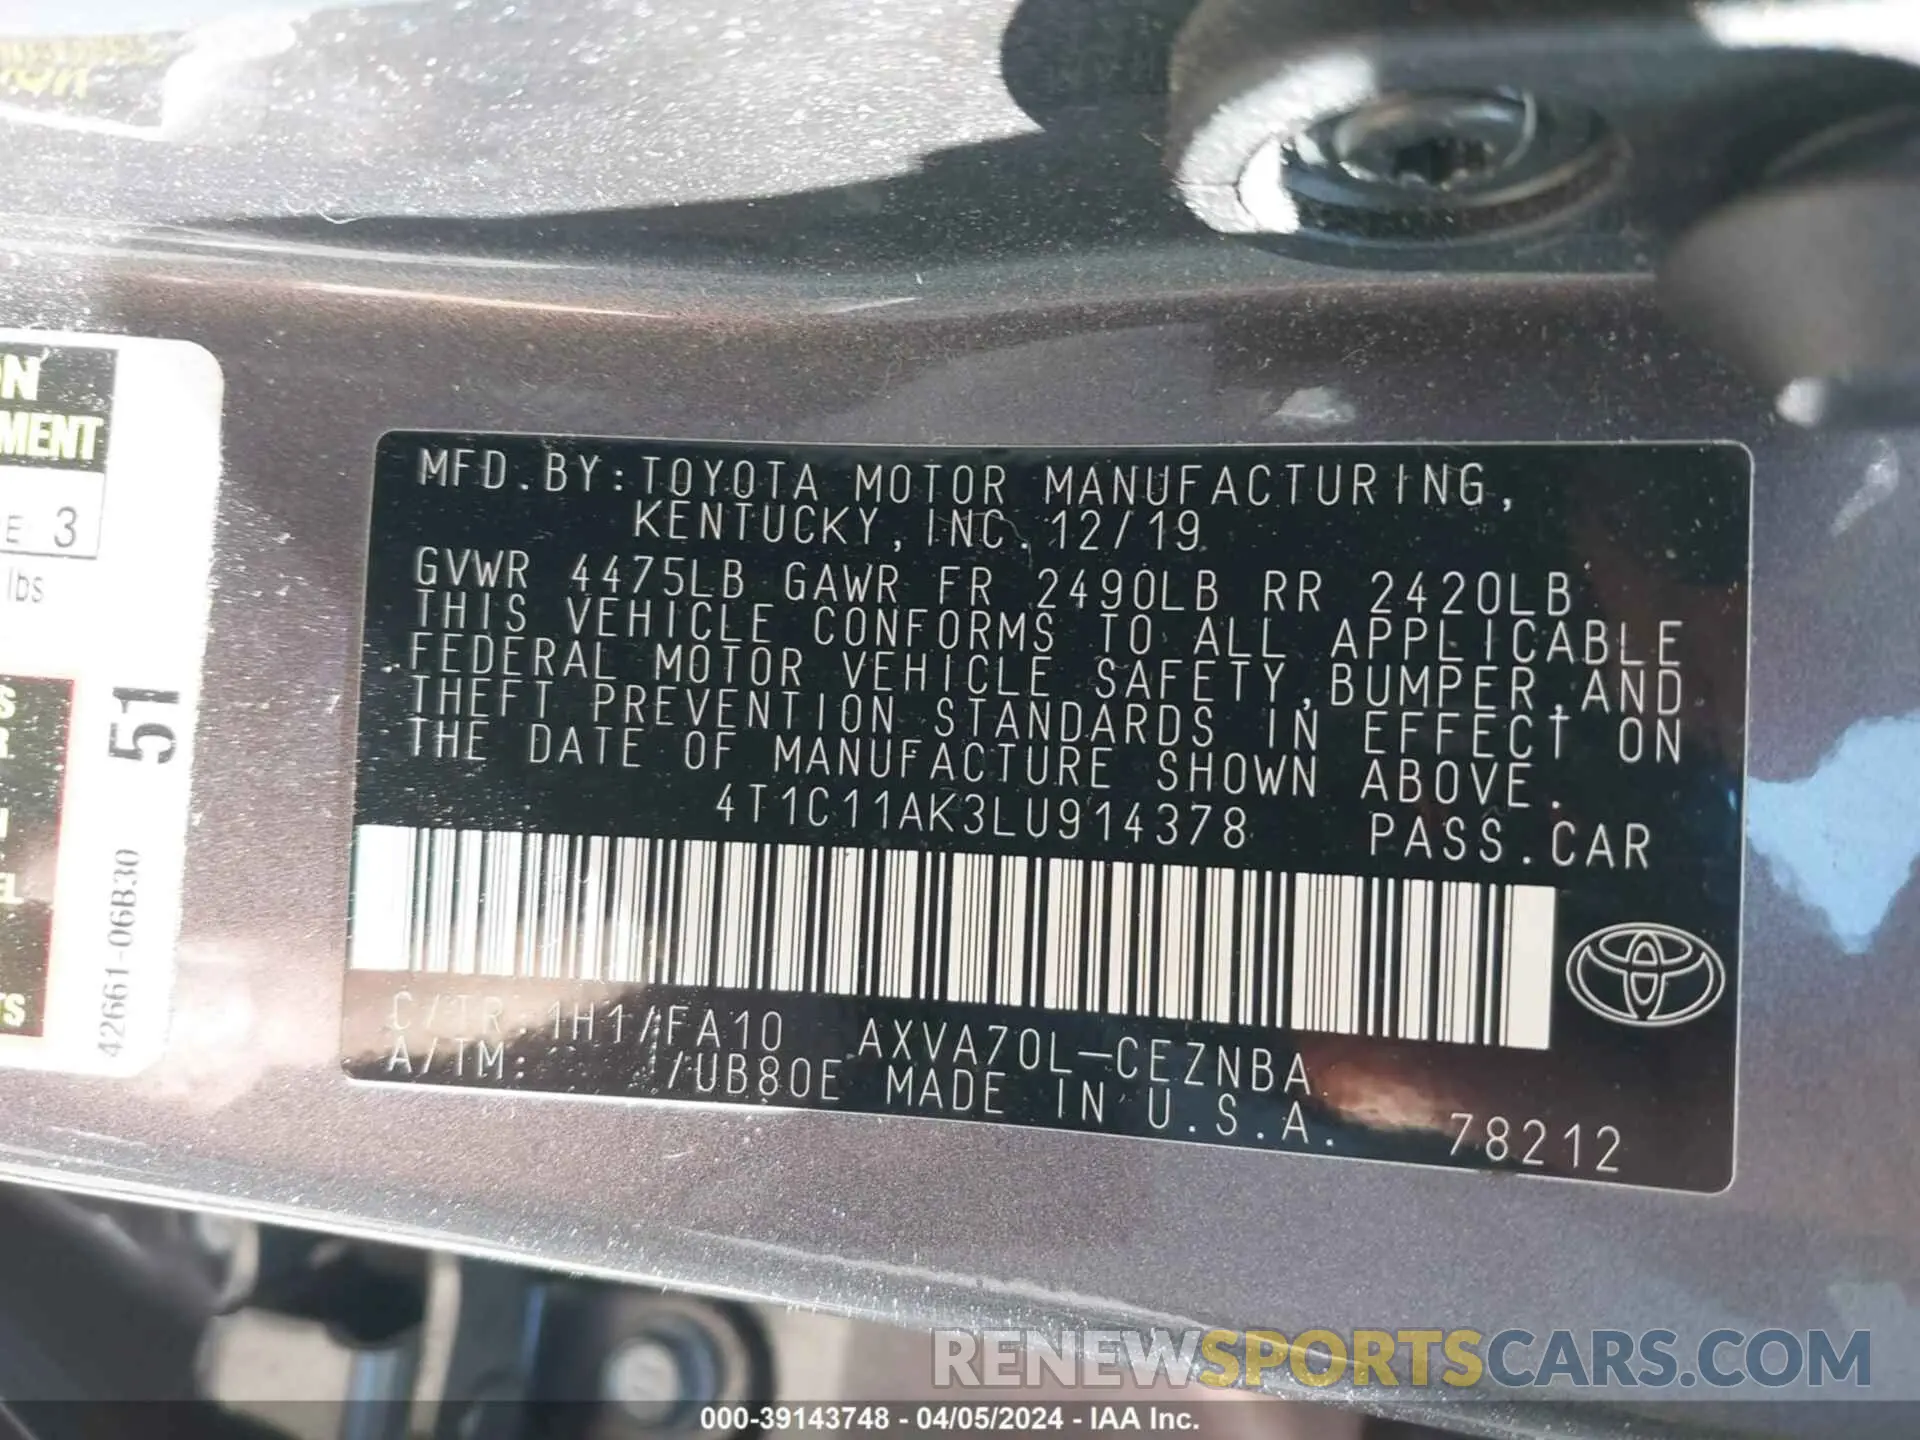 ON
MENT
E 3
lbs
51
42661-06B30
MFD.BY:TOYOTA MOTOR MANUFACTURING,
KENTUCKY,INC. 12/19
GVWR 4475LB GAWR FR 2490LB RR 2420LB
THIS VEHICLE CONFORMS TO ALL APPLICABLE
FEDERAL MOTOR VEHICLE SAFETY,BUMPER,AND
THEFT PREVENTION STANDARDS IN EFFECT ON
THE DATE OF MANUFACTURE SHOWN ABOVE.
4T1C11AK3LU914378 PASS.CAR
C/TR:1H1/FA10 AXVA70L-CEZNBA
A/TM: /UB80E MADE IN U.S.A.
78212
RENEWSPORTSCARS.COM
000-39143748 - 04/05/2024 - IAA Inc.